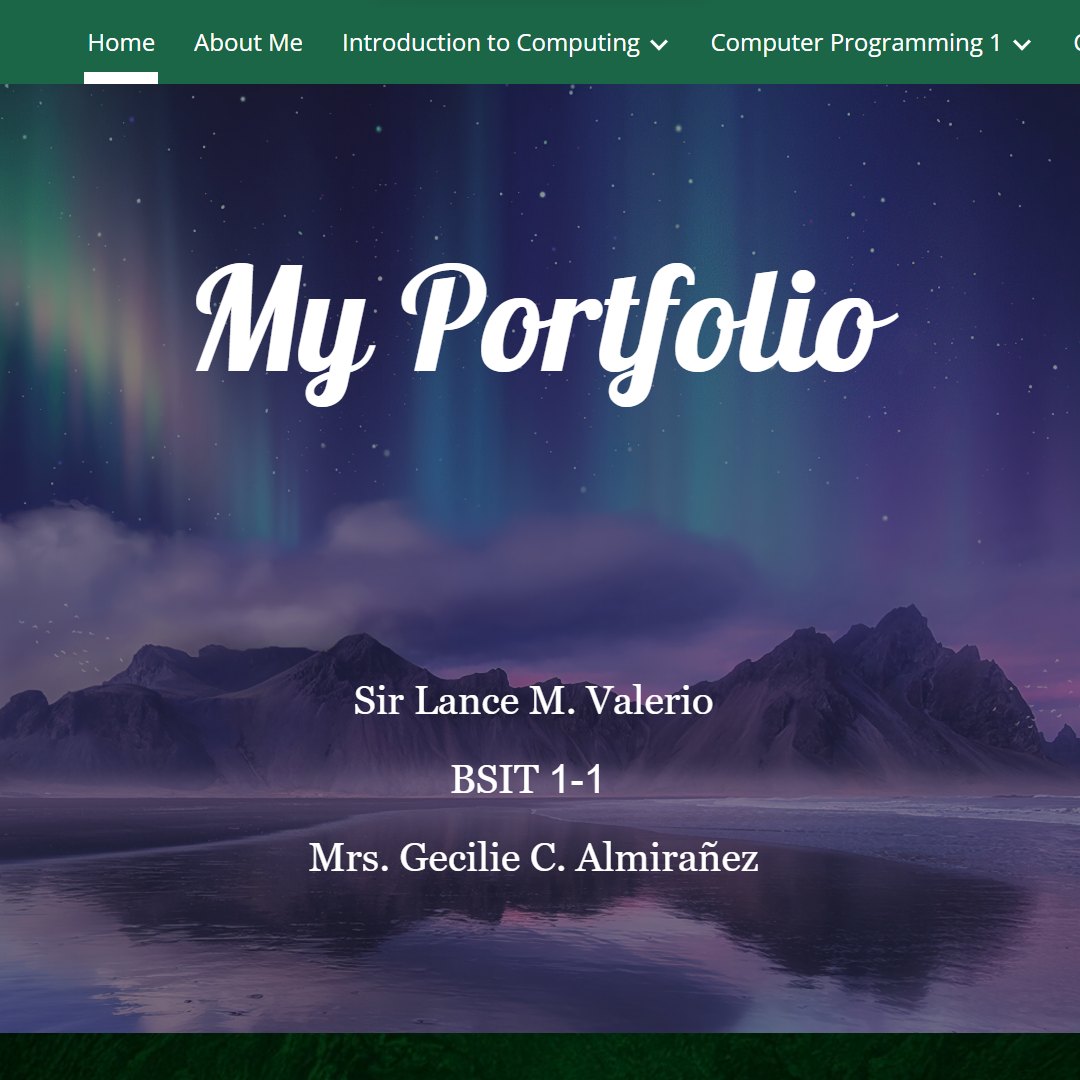 Home About Me Introduction to Computing Computer Programming 1
My Portfolio
Sir Lance M. Valerio
BSIT 1-1
Mrs. Gecilie C. Almirañez